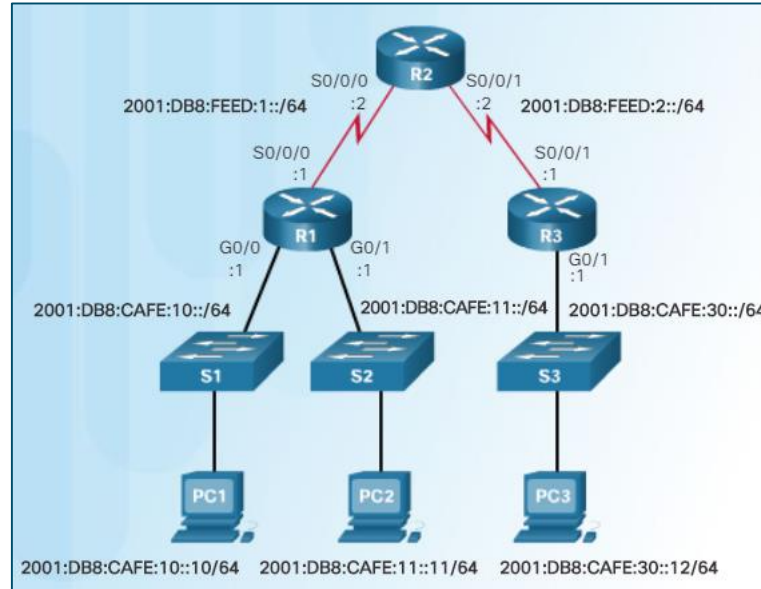 R2
S0/0/0
S0/0/1
:2
:2
2001:DB8:FEED:1::/64
2001:DB8:FEED:2::/64
S0/0/0
:1
S0/0/1
:1
R1
R3
G0/0
:1
G0/1
:1
G0/1
:1
2001:DB8:CAFE:10::/64
2001:DB8:CAFE:11::/64
2001:DB8:CAFE:30::/64
S1
S2
S3
PC1
PC2
PC3
2001:DB8:CAFE:10::10/64
2001:DB8:CAFE:11::11/64
2001:DB8:CAFE:30::12/64